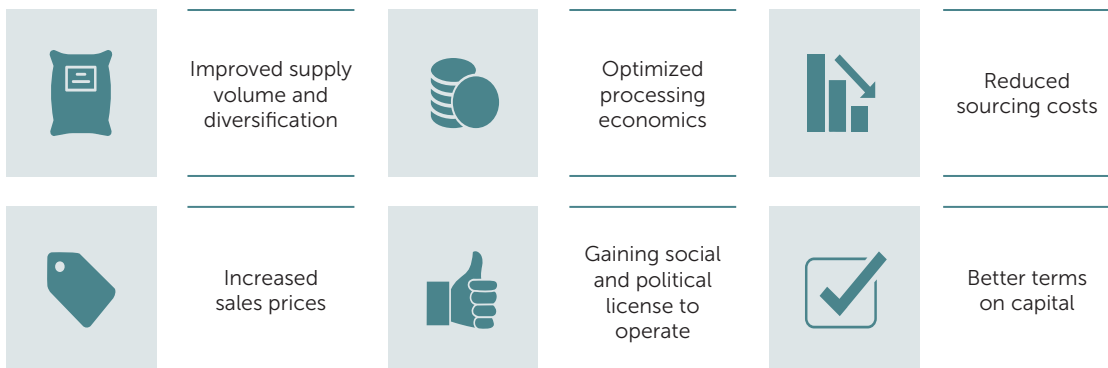 Improved supply
volume and
diversification
Optimized
processing
economics
Reduced
sourcing costs
Increased
sales prices
Gaining social
and political
license to
operate
Better terms
on capital